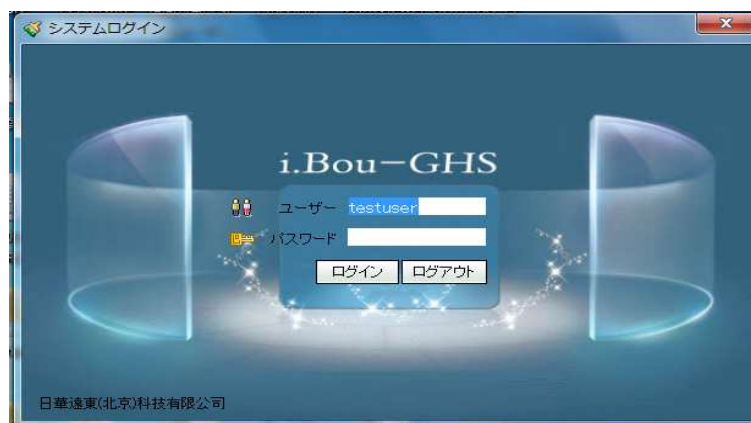 システムログイン
i.Bou－GHS
ユーザー testuser
パスワード
ログイン ログアウト
日華遠東(北京)科技有限公司